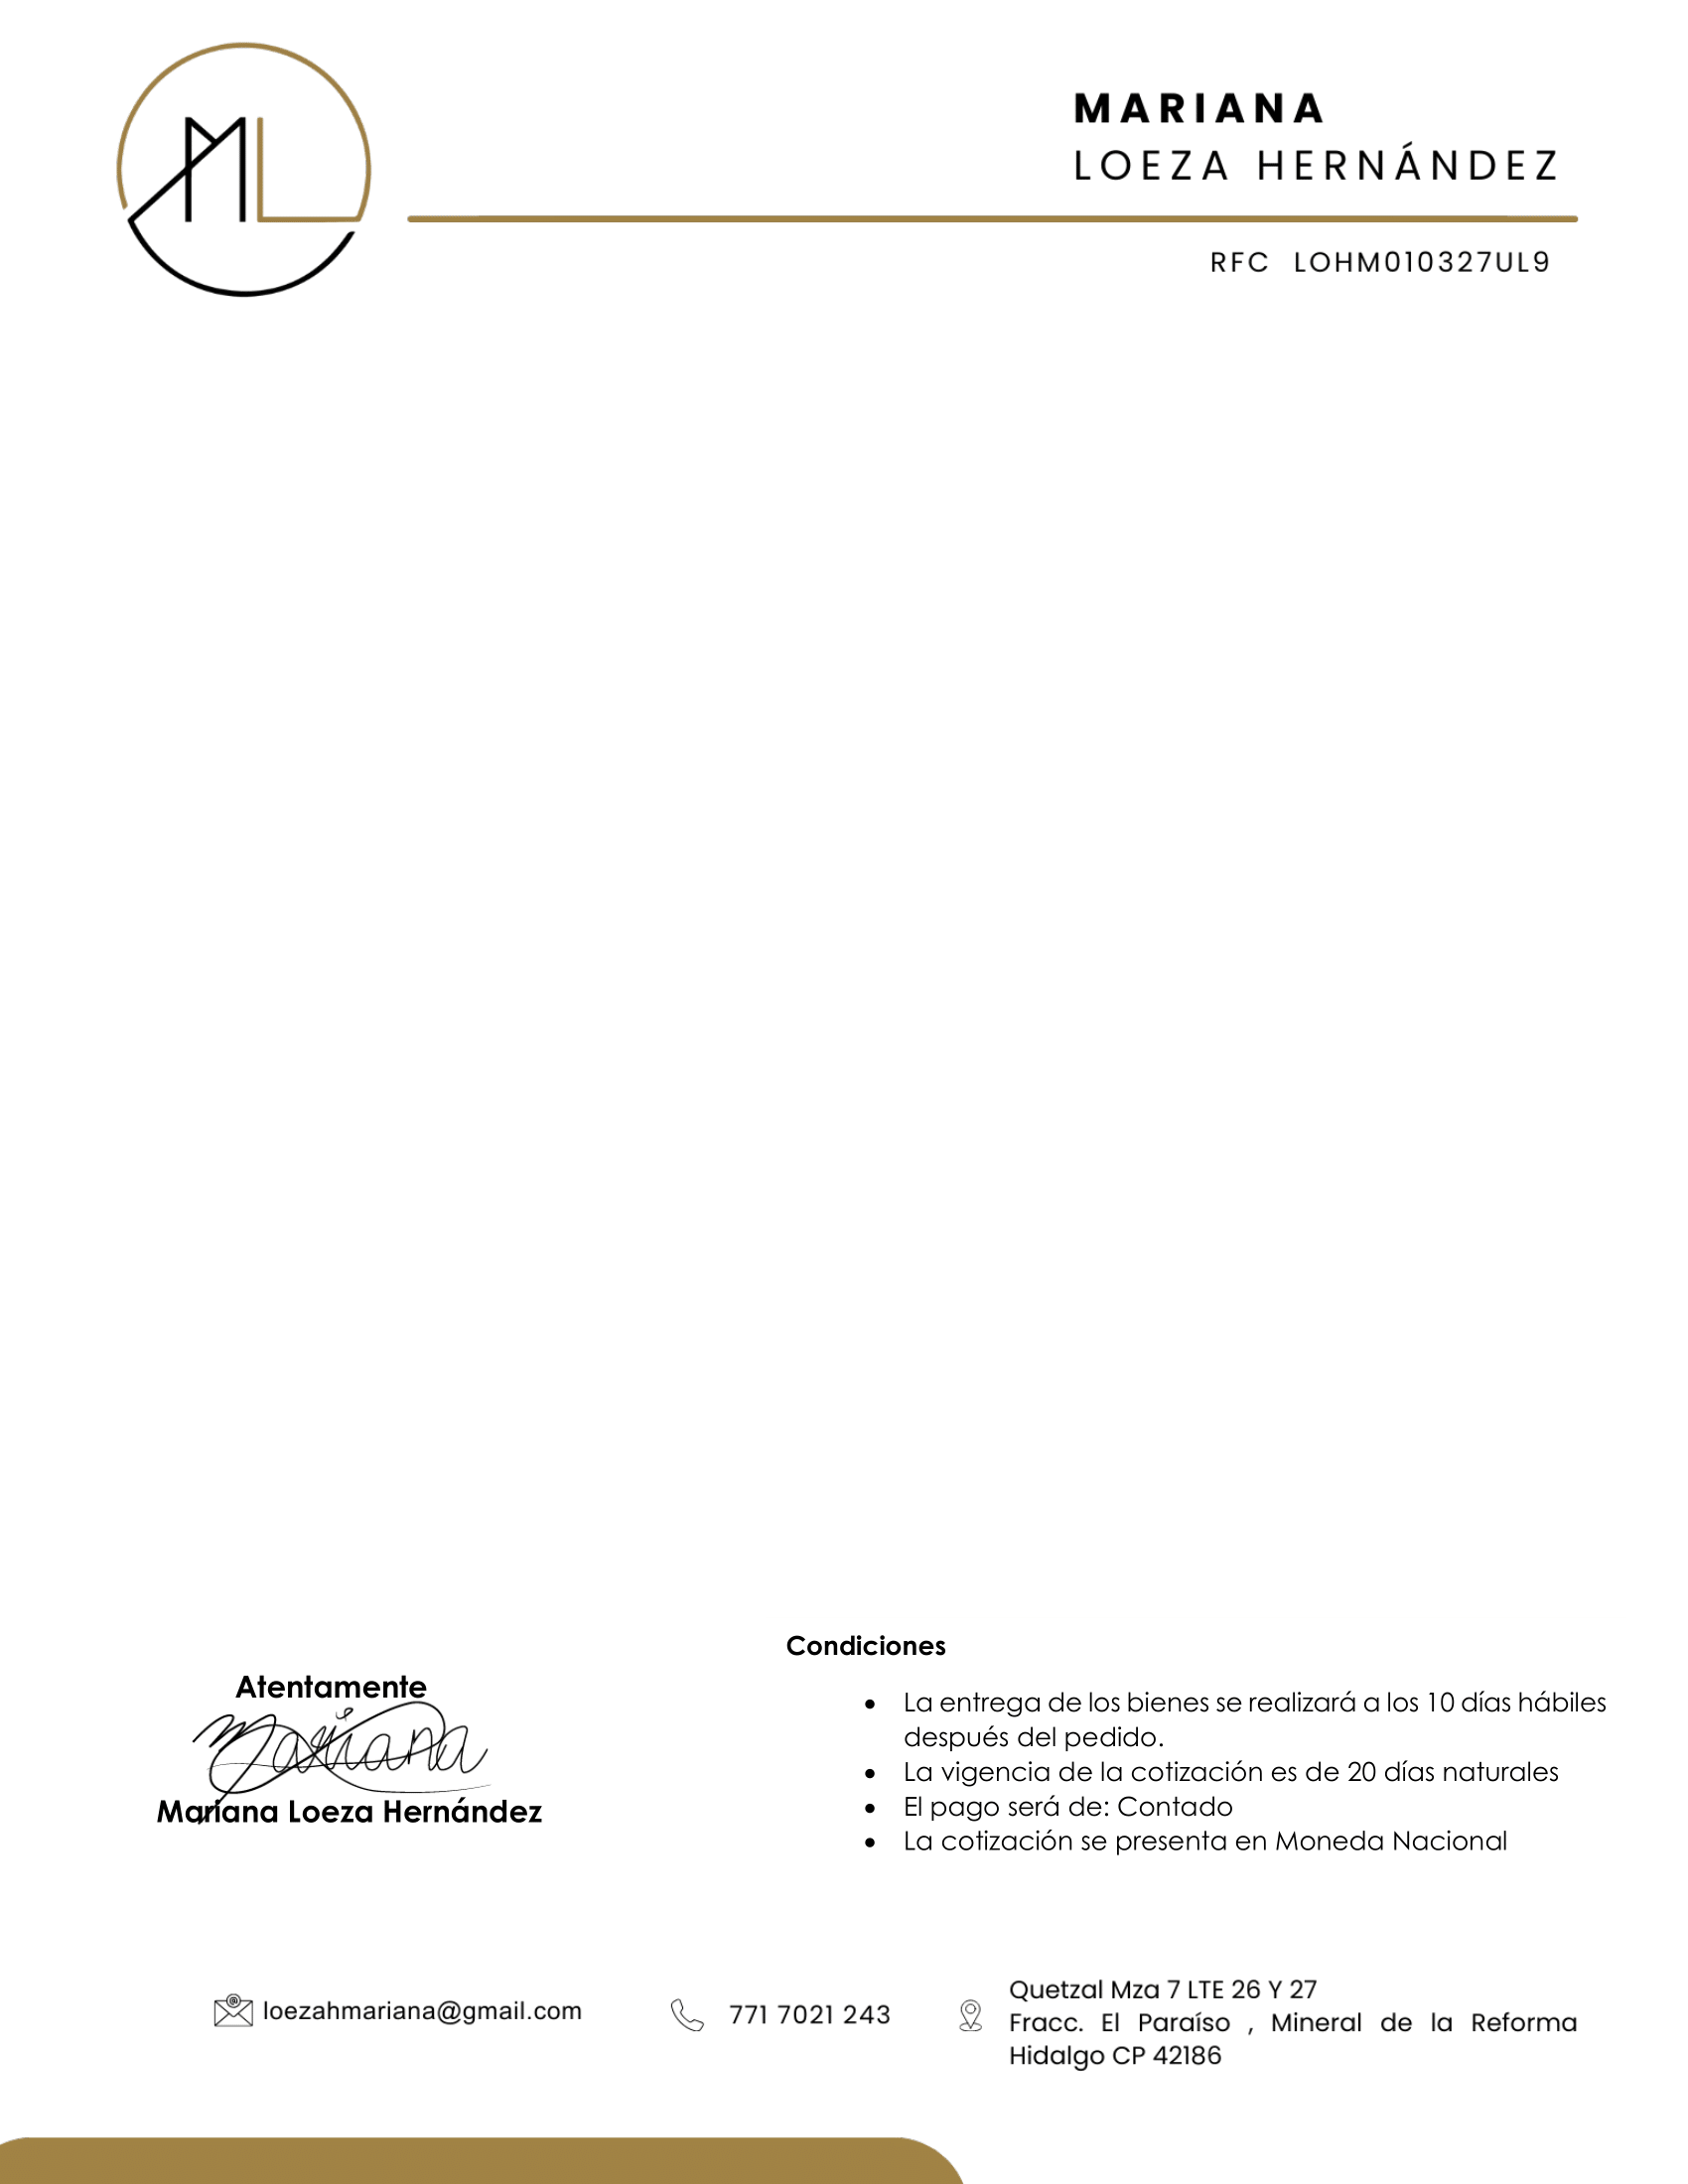 ML
MARIANA
LOEZA HERNÁNDEZ
RFC LOHM010327UL9
Condiciones
Atentamente
Mariana
Mariana Loeza Hernández
• La entrega de los bienes se realizará a los 10 días hábiles
después del pedido.
• La vigencia de la cotización es de 20 días naturales
• El pago será de: Contado
• La cotización se presenta en Moneda Nacional
loezahmariana@gmail.com
771 7021 243
Quetzal Mza 7 LTE 26 Y 27
Fracc. El Paraíso , Mineral de la Reforma
Hidalgo CP 42186